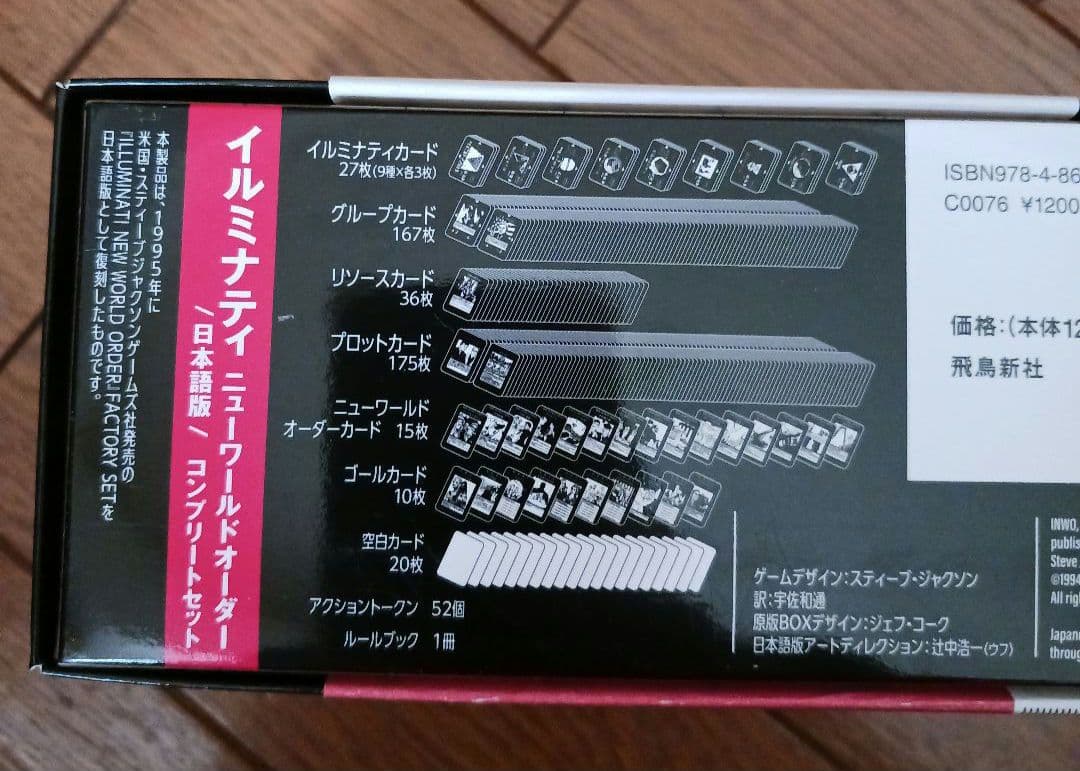 本製品は、1995年に
米国・スティーブジャクソンゲームズ社発売の
『ILLUMINATI NEW WORLD ORDER』FACTORY SETを
日本語版として復刻したものです。
イルミナティ ニューワールドオーダー
/日本語版/ コンプリートセット
イルミナティカード
27枚(9種×各3枚)
グループカード
167枚
リソースカード
36枚
プロットカード
175枚
ニューワールド
オーダーカード 15枚
ゴールカード
10枚
空白カード
20枚
アクショントークン 52個
ルールブック 1冊
ISBN978-4-86
C0076 ¥1200
価格:(本体12
飛鳥新社
ゲームデザイン:スティーブ・ジャクソン
訳:宇佐和通
原版BOXデザイン:ジェフ・コーク
日本語版アートディレクション:辻中浩一(ウフ)
INWO,
publis
Steve
©1994
All rig
Japan
throug